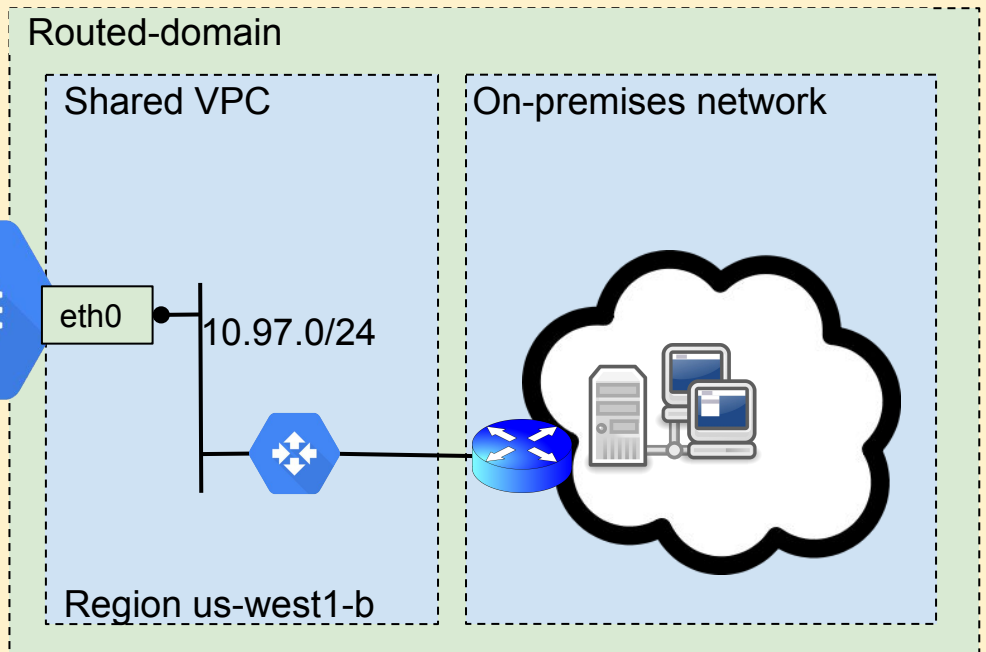 Routed-domain
Shared VPC
On-premises network
eth0
10.97.0/24
Region us-west1-b